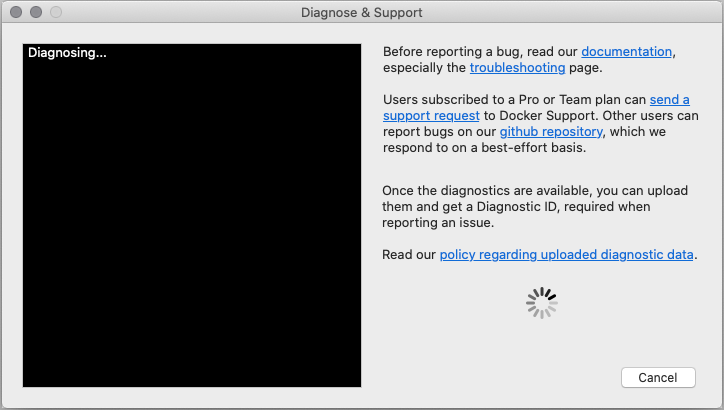 Diagnose & Support
Diagnosing...
Before reporting a bug, read our documentation,
especially the troubleshooting page.
Users subscribed to a Pro or Team plan can send a
support request to Docker Support. Other users can
report bugs on our github repository, which we
respond to on a best-effort basis.
Once the diagnostics are available, you can upload
them and get a Diagnostic ID, required when
reporting an issue.
Read our policy regarding uploaded diagnostic data.
Cancel